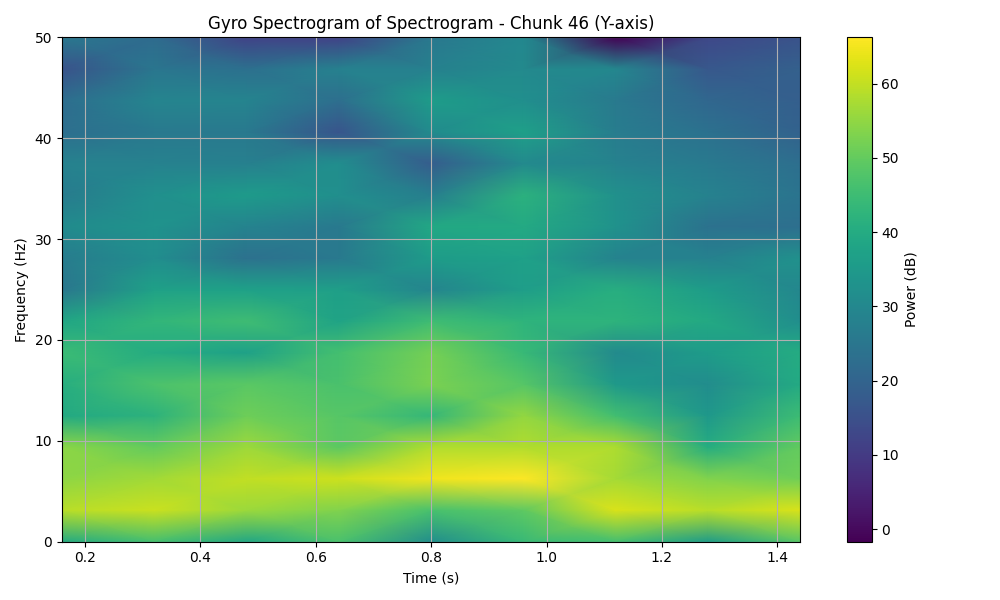 Gyro Spectrogram of Spectrogram - Chunk 46 (Y-axis)
50
40
30
20
10
0
Frequency (Hz)
0.2 0.4 0.6 0.8 1.0 1.2 1.4
Time (s)
60
50
40
30
20
10
0
Power (dB)